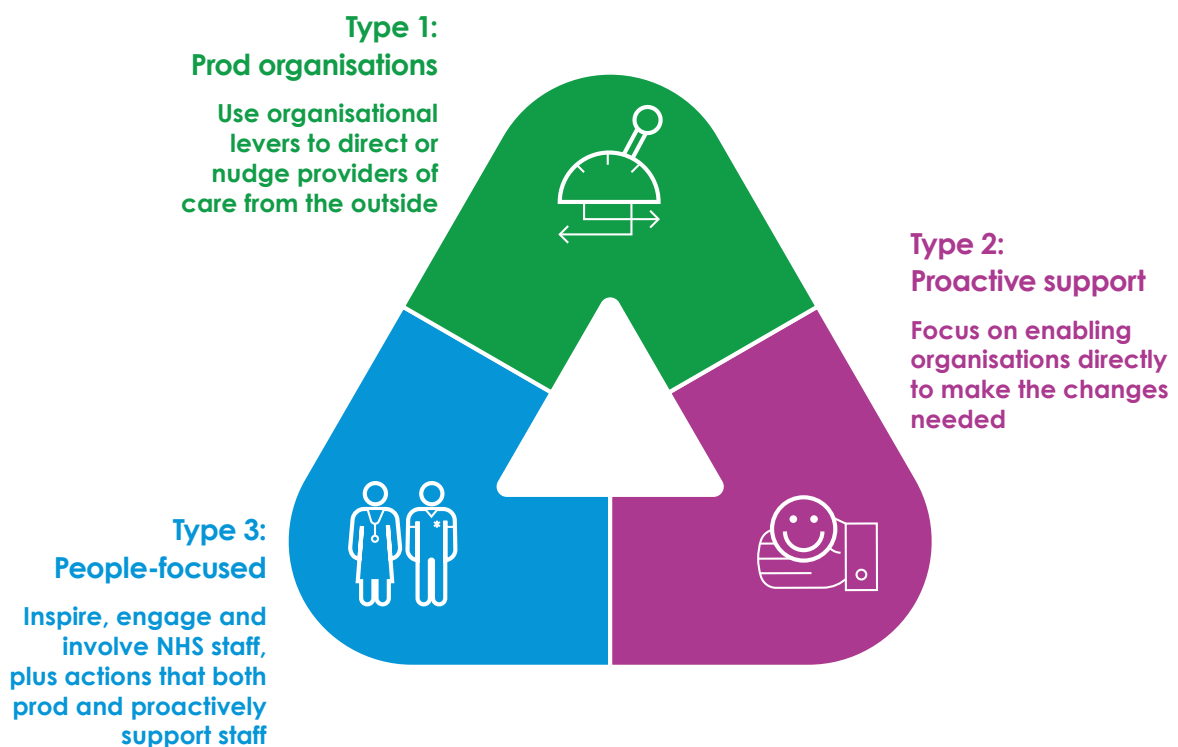 Type 1:
Prod organisations
Use organisational
levers to direct or
nudge providers of
care from the outside
Type 2:
Proactive support
Focus on enabling
organisations directly
to make the changes
needed
Type 3:
People-focused
Inspire, engage and
involve NHS staff,
plus actions that both
prod and proactively
support staff